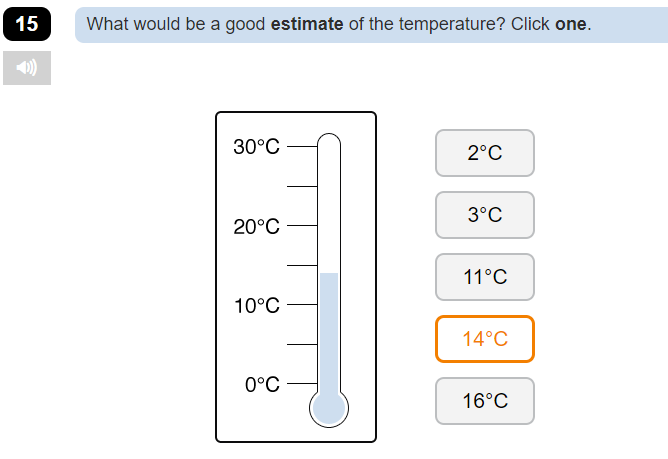 15
What would be a good estimate of the temperature? Click one.
30°C
20°C
10°C
0°C
2°C
3°C
11°C
14°C
16°C